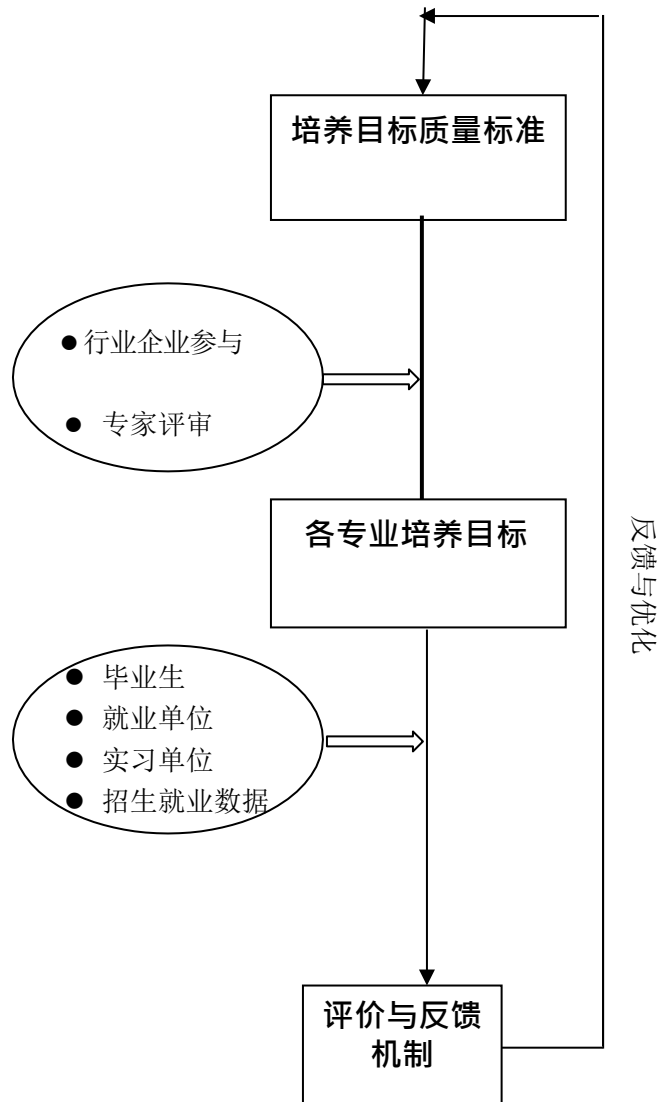 培养目标质量标准
●行业企业参与
● 专家评审
各专业培养目标
反馈与优化
● 毕业生
● 就业单位
● 实习单位
● 招生就业数据
评价与反馈
机制